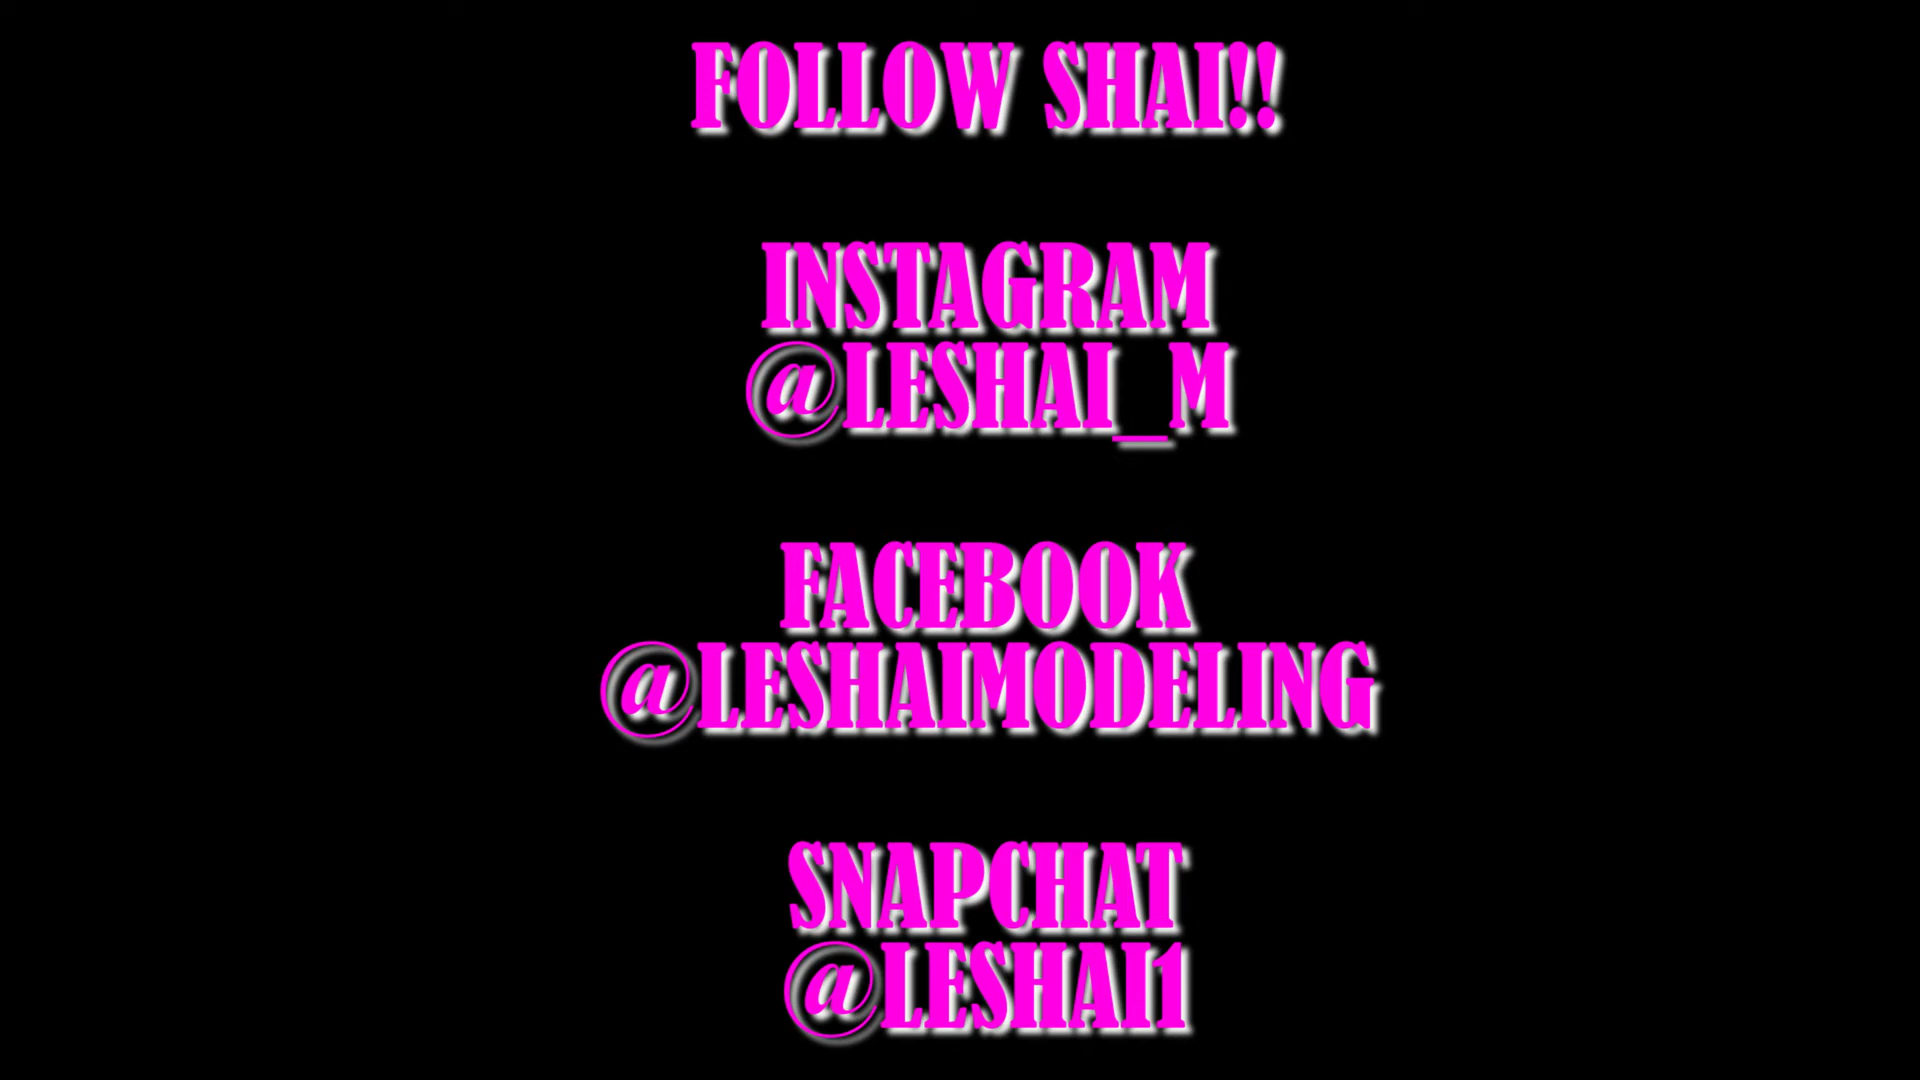 FOLLOW SHAI!!
INSTAGRAM
@LESHAI_M
FACEBOOK
@LESHAIMODELING
SNAPCHAT
@LESHAI1